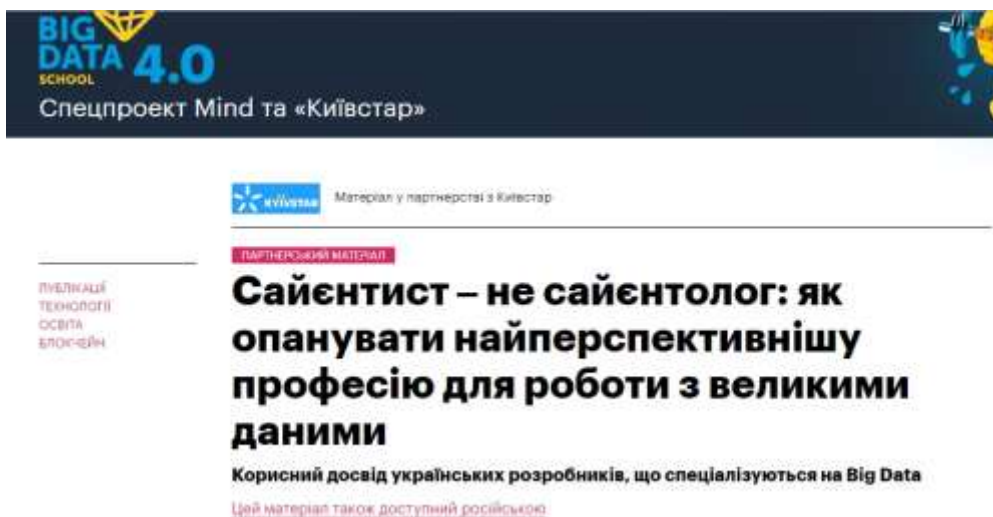 BIG
DATA 4.0
SCHOOL
Спецпроект Mind та «Київстар»
KYIVSTAR
Матеріал у партнерстві з Київстар
ПАРТНЕРСЬКИЙ МАТЕРІАЛ
ПУБЛІКАЦІЇ
ТЕХНОЛОГІЇ
ОСВІТА
БЛОКЧЕЙН
Сайєнтист – не сайєнтолог: як
опанувати найперспективнішу
професію для роботи з великими
даними
Корисний досвід українських розробників, що спеціалізуються на Big Data
Цей матеріал також доступний російською